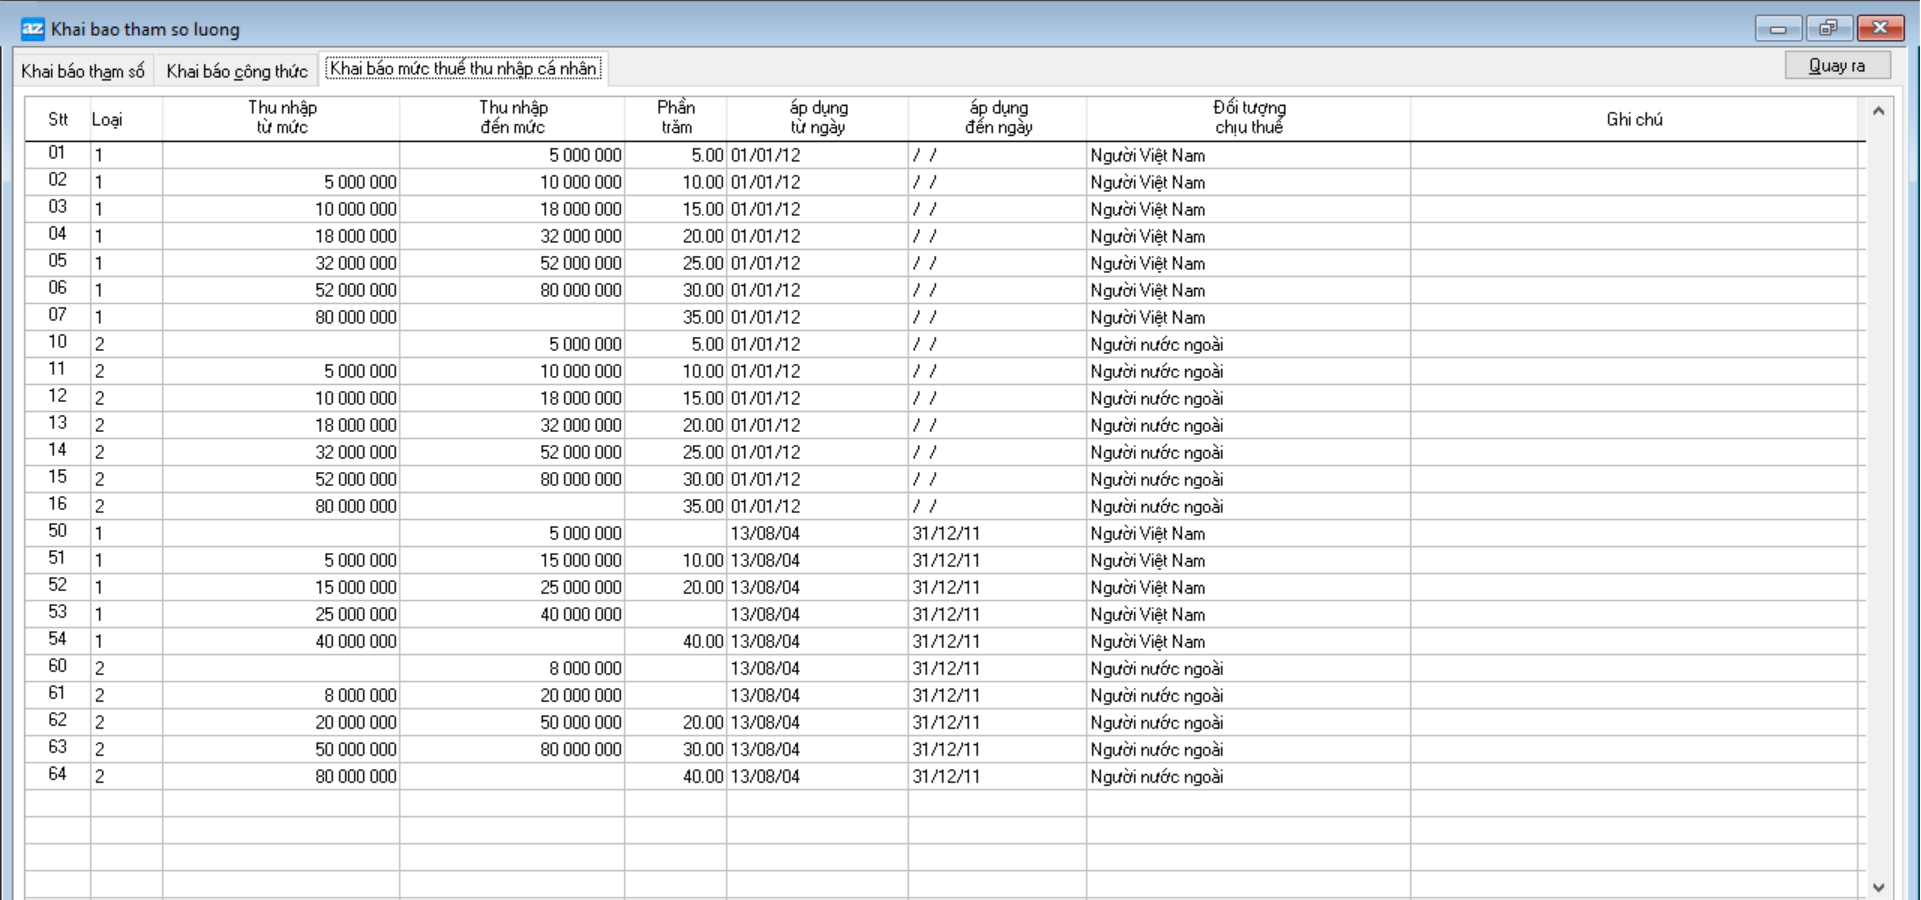 az Khai bao tham so luong
Khai báo tham số Khai báo công thức Khai báo mức thuế thu nhập cá nhân Quay ra
Stt Loại Thu nhập từ mức Thu nhập đến mức Phần trăm áp dụng từ ngày áp dụng đến ngày Đối tượng chịu thuế Ghi chú
01 1 5 000 000 5.00 01/01/12 / / Người Việt Nam
02 1 5 000 000 10 000 000 10.00 01/01/12 / / Người Việt Nam
03 1 10 000 000 18 000 000 15.00 01/01/12 / / Người Việt Nam
04 1 18 000 000 32 000 000 20.00 01/01/12 / / Người Việt Nam
05 1 32 000 000 52 000 000 25.00 01/01/12 / / Người Việt Nam
06 1 52 000 000 80 000 000 30.00 01/01/12 / / Người Việt Nam
07 1 80 000 000 35.00 01/01/12 / / Người Việt Nam
10 2 5 000 000 5.00 01/01/12 / / Người nước ngoài
11 2 5 000 000 10 000 000 10.00 01/01/12 / / Người nước ngoài
12 2 10 000 000 18 000 000 15.00 01/01/12 / / Người nước ngoài
13 2 18 000 000 32 000 000 20.00 01/01/12 / / Người nước ngoài
14 2 32 000 000 52 000 000 25.00 01/01/12 / / Người nước ngoài
15 2 52 000 000 80 000 000 30.00 01/01/12 / / Người nước ngoài
16 2 80 000 000 35.00 01/01/12 / / Người nước ngoài
50 1 5 000 000 13/08/04 31/12/11 Người Việt Nam
51 1 5 000 000 15 000 000 10.00 13/08/04 31/12/11 Người Việt Nam
52 1 15 000 000 25 000 000 20.00 13/08/04 31/12/11 Người Việt Nam
53 1 25 000 000 40 000 000 13/08/04 31/12/11 Người Việt Nam
54 1 40 000 000 40.00 13/08/04 31/12/11 Người Việt Nam
60 2 8 000 000 13/08/04 31/12/11 Người nước ngoài
61 2 8 000 000 20 000 000 13/08/04 31/12/11 Người nước ngoài
62 2 20 000 000 50 000 000 20.00 13/08/04 31/12/11 Người nước ngoài
63 2 50 000 000 80 000 000 30.00 13/08/04 31/12/11 Người nước ngoài
64 2 80 000 000 40.00 13/08/04 31/12/11 Người nước ngoài